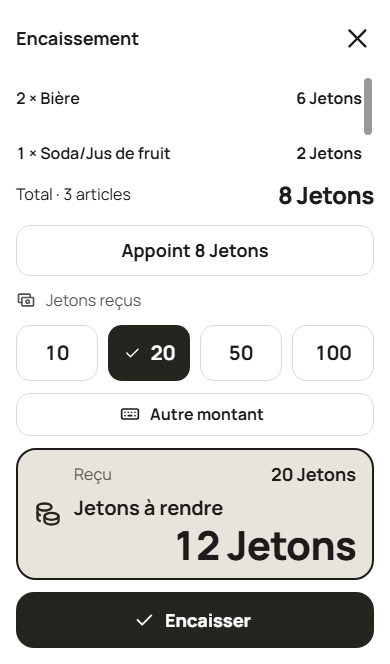 Encaissement
2 × Bière 6 Jetons
1 × Soda/Jus de fruit 2 Jetons
Total · 3 articles 8 Jetons
Appoint 8 Jetons
Jetons reçus
10 20 50 100
Autre montant
Reçu 20 Jetons
Jetons à rendre
12 Jetons
Encaisser